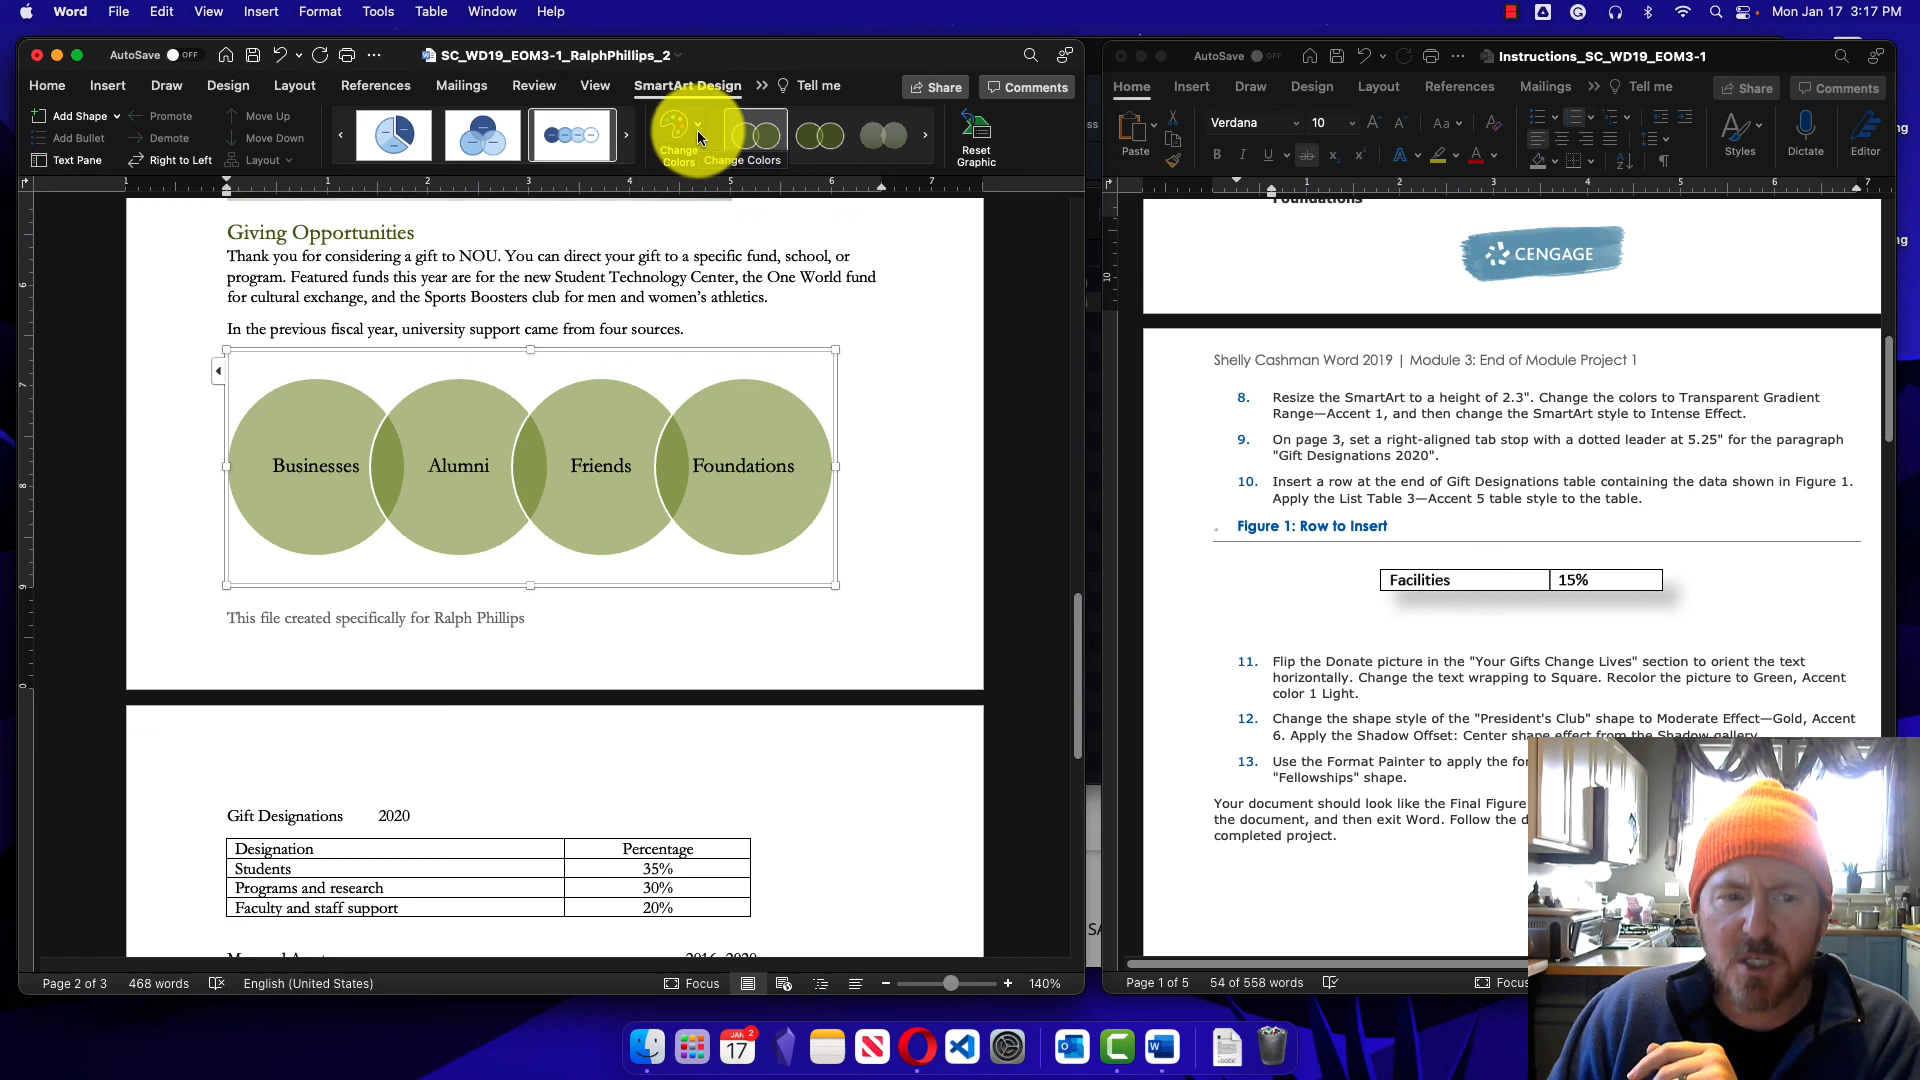 Word File Edit View Insert Format Tools Table Window Help
Mon Jan 17 3:17 PM
AutoSave OFF
SC_WD19_EOM3-1_RalphPhillips_2
Home Insert Draw Design Layout References Mailings Review View SmartArt Design Tell me
Share Comments
Add Shape Promote Move Up
Add Bullet Demote Move Down
Text Pane Right to Left Layout
Change Colors
Change Colors
Reset Graphic
Giving Opportunities
Thank you for considering a gift to NOU. You can direct your gift to a specific fund, school, or
program. Featured funds this year are for the new Student Technology Center, the One World fund
for cultural exchange, and the Sports Boosters club for men and women’s athletics.
In the previous fiscal year, university support came from four sources.
Businesses Alumni Friends Foundations
This file created specifically for Ralph Phillips
Gift Designations 2020
Designation Percentage
Students 35%
Programs and research 30%
Faculty and staff support 20%
2016-2020
Page 2 of 3 468 words English (United States) Focus 140%
AutoSave OFF
Instructions_SC_WD19_EOM3-1
Home Insert Draw Design Layout References Mailings Tell me
Share Comments
Paste
Verdana 10
Styles Dictate Editor
Foundations
CENGAGE
Shelly Cashman Word 2019 | Module 3: End of Module Project 1
8. Resize the SmartArt to a height of 2.3". Change the colors to Transparent Gradient
Range—Accent 1, and then change the SmartArt style to Intense Effect.
9. On page 3, set a right-aligned tab stop with a dotted leader at 5.25" for the paragraph
"Gift Designations 2020".
10. Insert a row at the end of Gift Designations table containing the data shown in Figure 1.
Apply the List Table 3—Accent 5 table style to the table.
Figure 1: Row to Insert
Facilities 15%
11. Flip the Donate picture in the "Your Gifts Change Lives" section to orient the text
horizontally. Change the text wrapping to Square. Recolor the picture to Green, Accent
color 1 Light.
12. Change the shape style of the "President's Club" shape to Moderate Effect—Gold, Accent
6. Apply the Shadow Offset: Center shape effect from the Shadow gallery.
13. Use the Format Painter to apply the for
"Fellowships" shape.
Your document should look like the Final Figure
the document, and then exit Word. Follow the d
completed project.
Page 1 of 5 54 of 558 words Focus
JAN 17